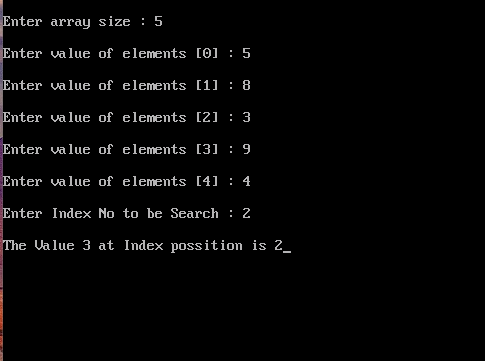 Enter array size : 5
Enter value of elements [0] : 5
Enter value of elements [1] : 8
Enter value of elements [2] : 3
Enter value of elements [3] : 9
Enter value of elements [4] : 4
Enter Index No to be Search : 2
The Value 3 at Index possition is 2_